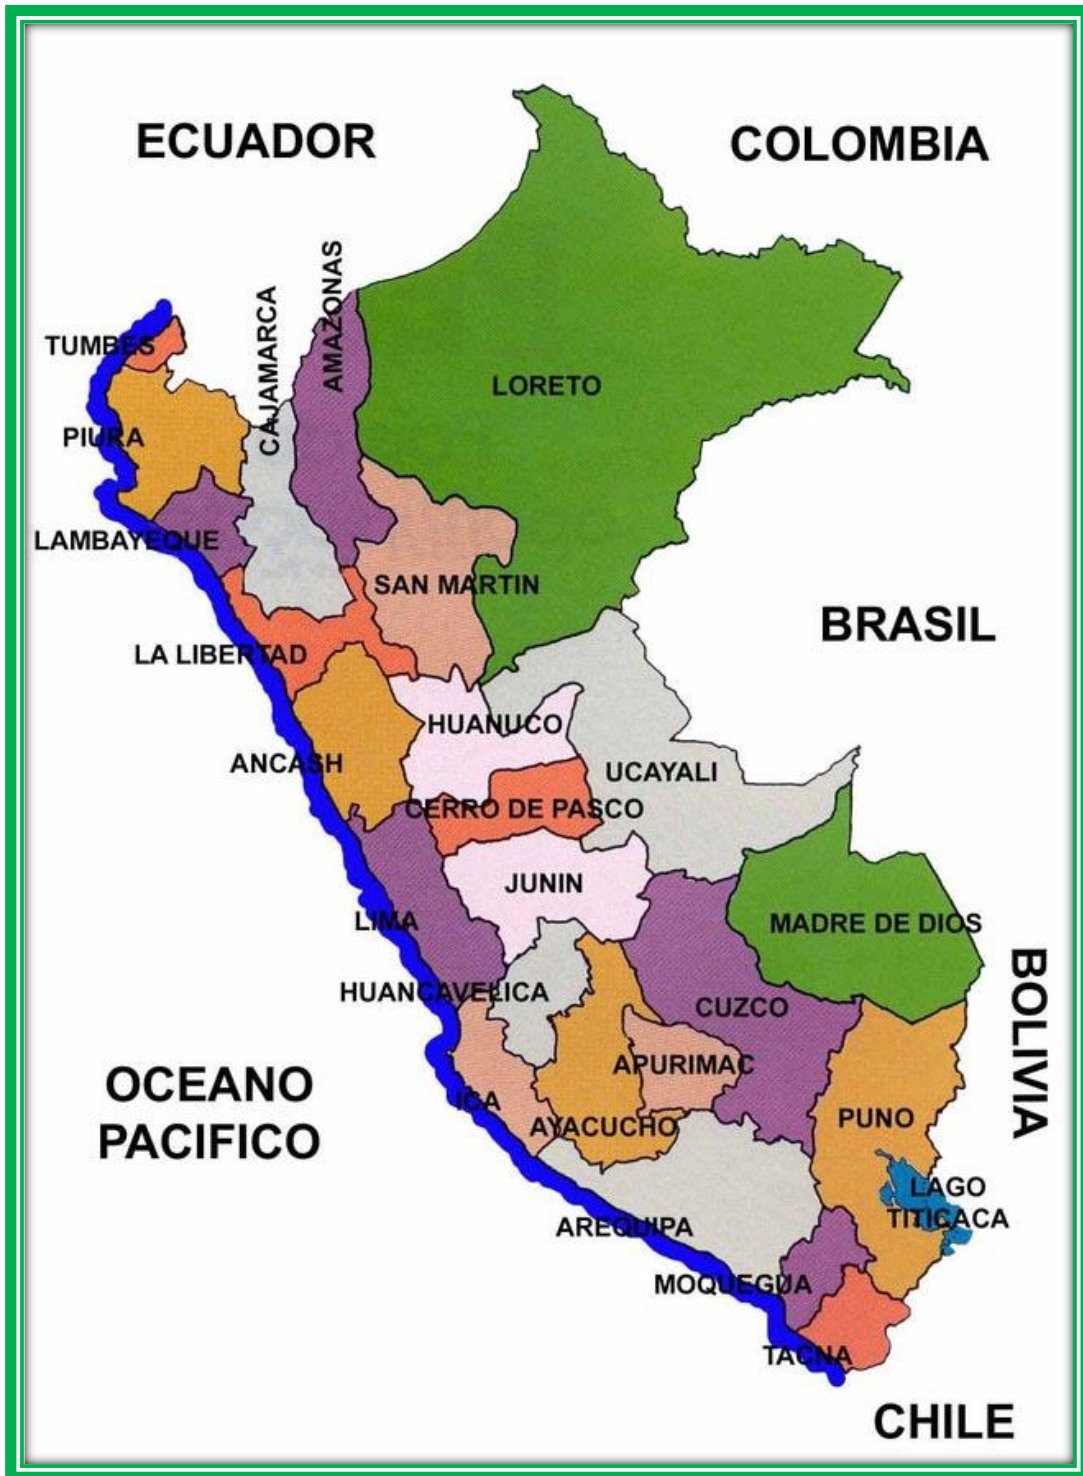 ECUADOR
COLOMBIA
AMAZONAS
CAJAMARCA
TUMBES
LORETO
PIURA
LAMBAYEQUE
SAN MARTIN
BRASIL
LA LIBERTAD
HUANUCO
ANCASH
UCAYALI
CERRO DE PASCO
JUNIN
LIMA
MADRE DE DIOS
HUANCAVELICA
CUZCO
BOLIVIA
APURIMAC
OCEANO
PACIFICO
ICA
AYACUCHO
PUNO
LAGO
TITICACA
AREQUIPA
MOQUEGUA
TACNA
CHILE